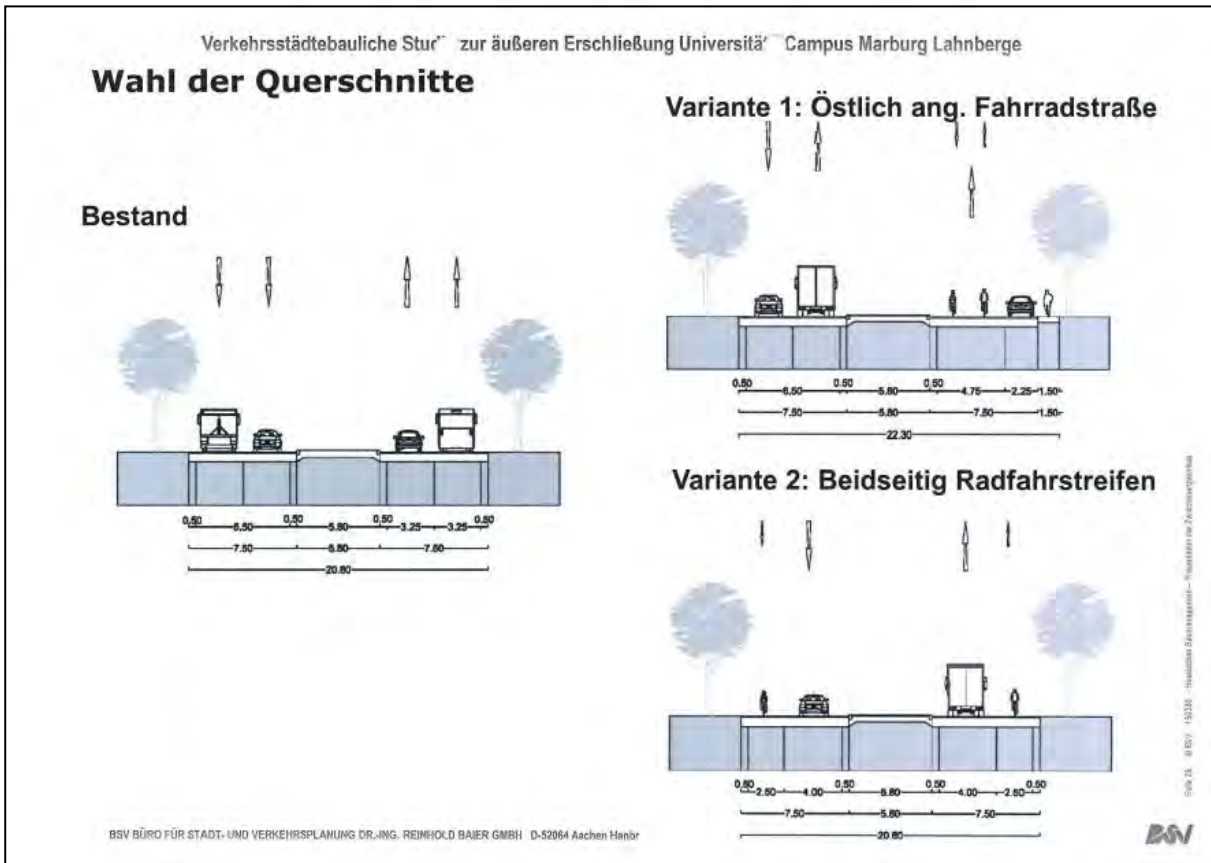 Verkehrsstädtebauliche Stu zur äußeren Erschließung Universitä Campus Marburg Lahnberge
Wahl der Querschnitte
Bestand
0.50 0.50 0.50 0.50
6.50 5.80 3.25 3.25
7.50 5.80 7.50
20.80
Variante 1: Östlich ang. Fahrradstraße
0.50 0.50 0.50
6.50 5.80 4.75 2.25 1.50
7.50 5.80 7.50 1.50
22.30
Variante 2: Beidseitig Radfahrstreifen
0.50 0.50 0.50 0.50
2.50 4.00 5.80 4.00 2.50
7.50 5.80 7.50
20.80
BSV BÜRO FÜR STADT- UND VERKEHRSPLANUNG DR.-ING. REINHOLD BAIER GMBH D-52064 Aachen Hanbr
BSV